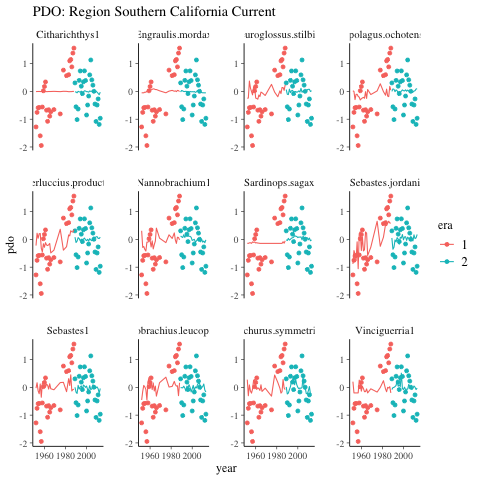 PDO: Region Southern California Current
Citharichthys1 Engraulis.mordax uroglossus.stilbi polagus.ochotens
1
0
-1
-2
erluccius.product Nannobrachium1 Sardinops.sagax Sebastes.jordani
1
0
-1
-2
pdo
era
1
2
Sebastes1 obrachius.leucop churus.symmetri Vinciguerria1
1
0
-1
-2
1960 1980 2000 1960 1980 2000 1960 1980 2000 1960 1980 2000
year